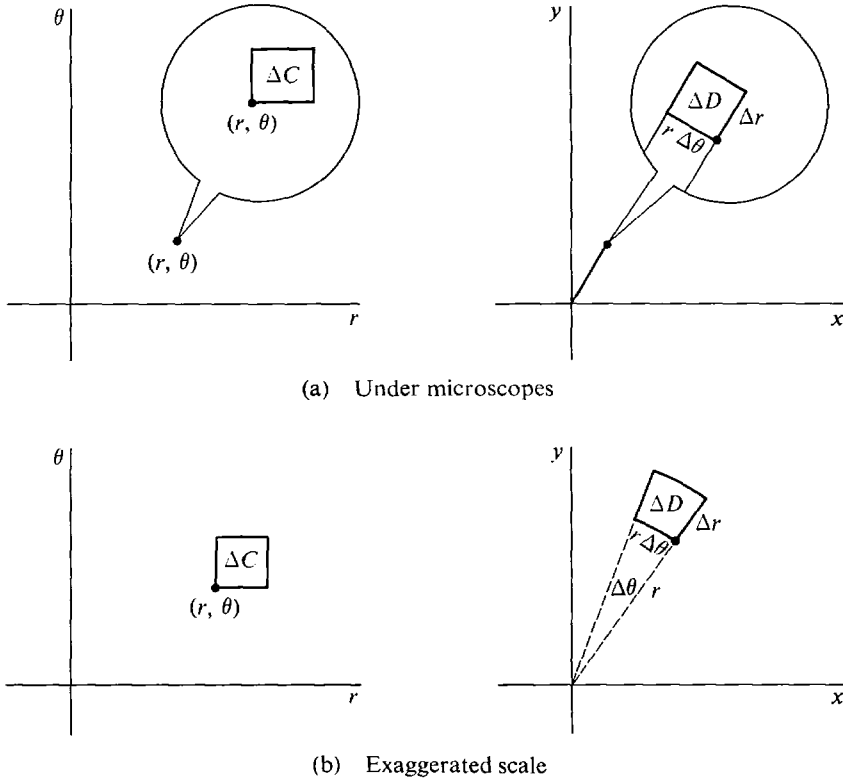 θ
ΔC
(r, θ)
(r, θ)
r
y
ΔD
Δr
r Δθ
x
(a) Under microscopes
θ
ΔC
(r, θ)
r
y
ΔD
Δr
r Δθ
Δθ
r
x
(b) Exaggerated scale